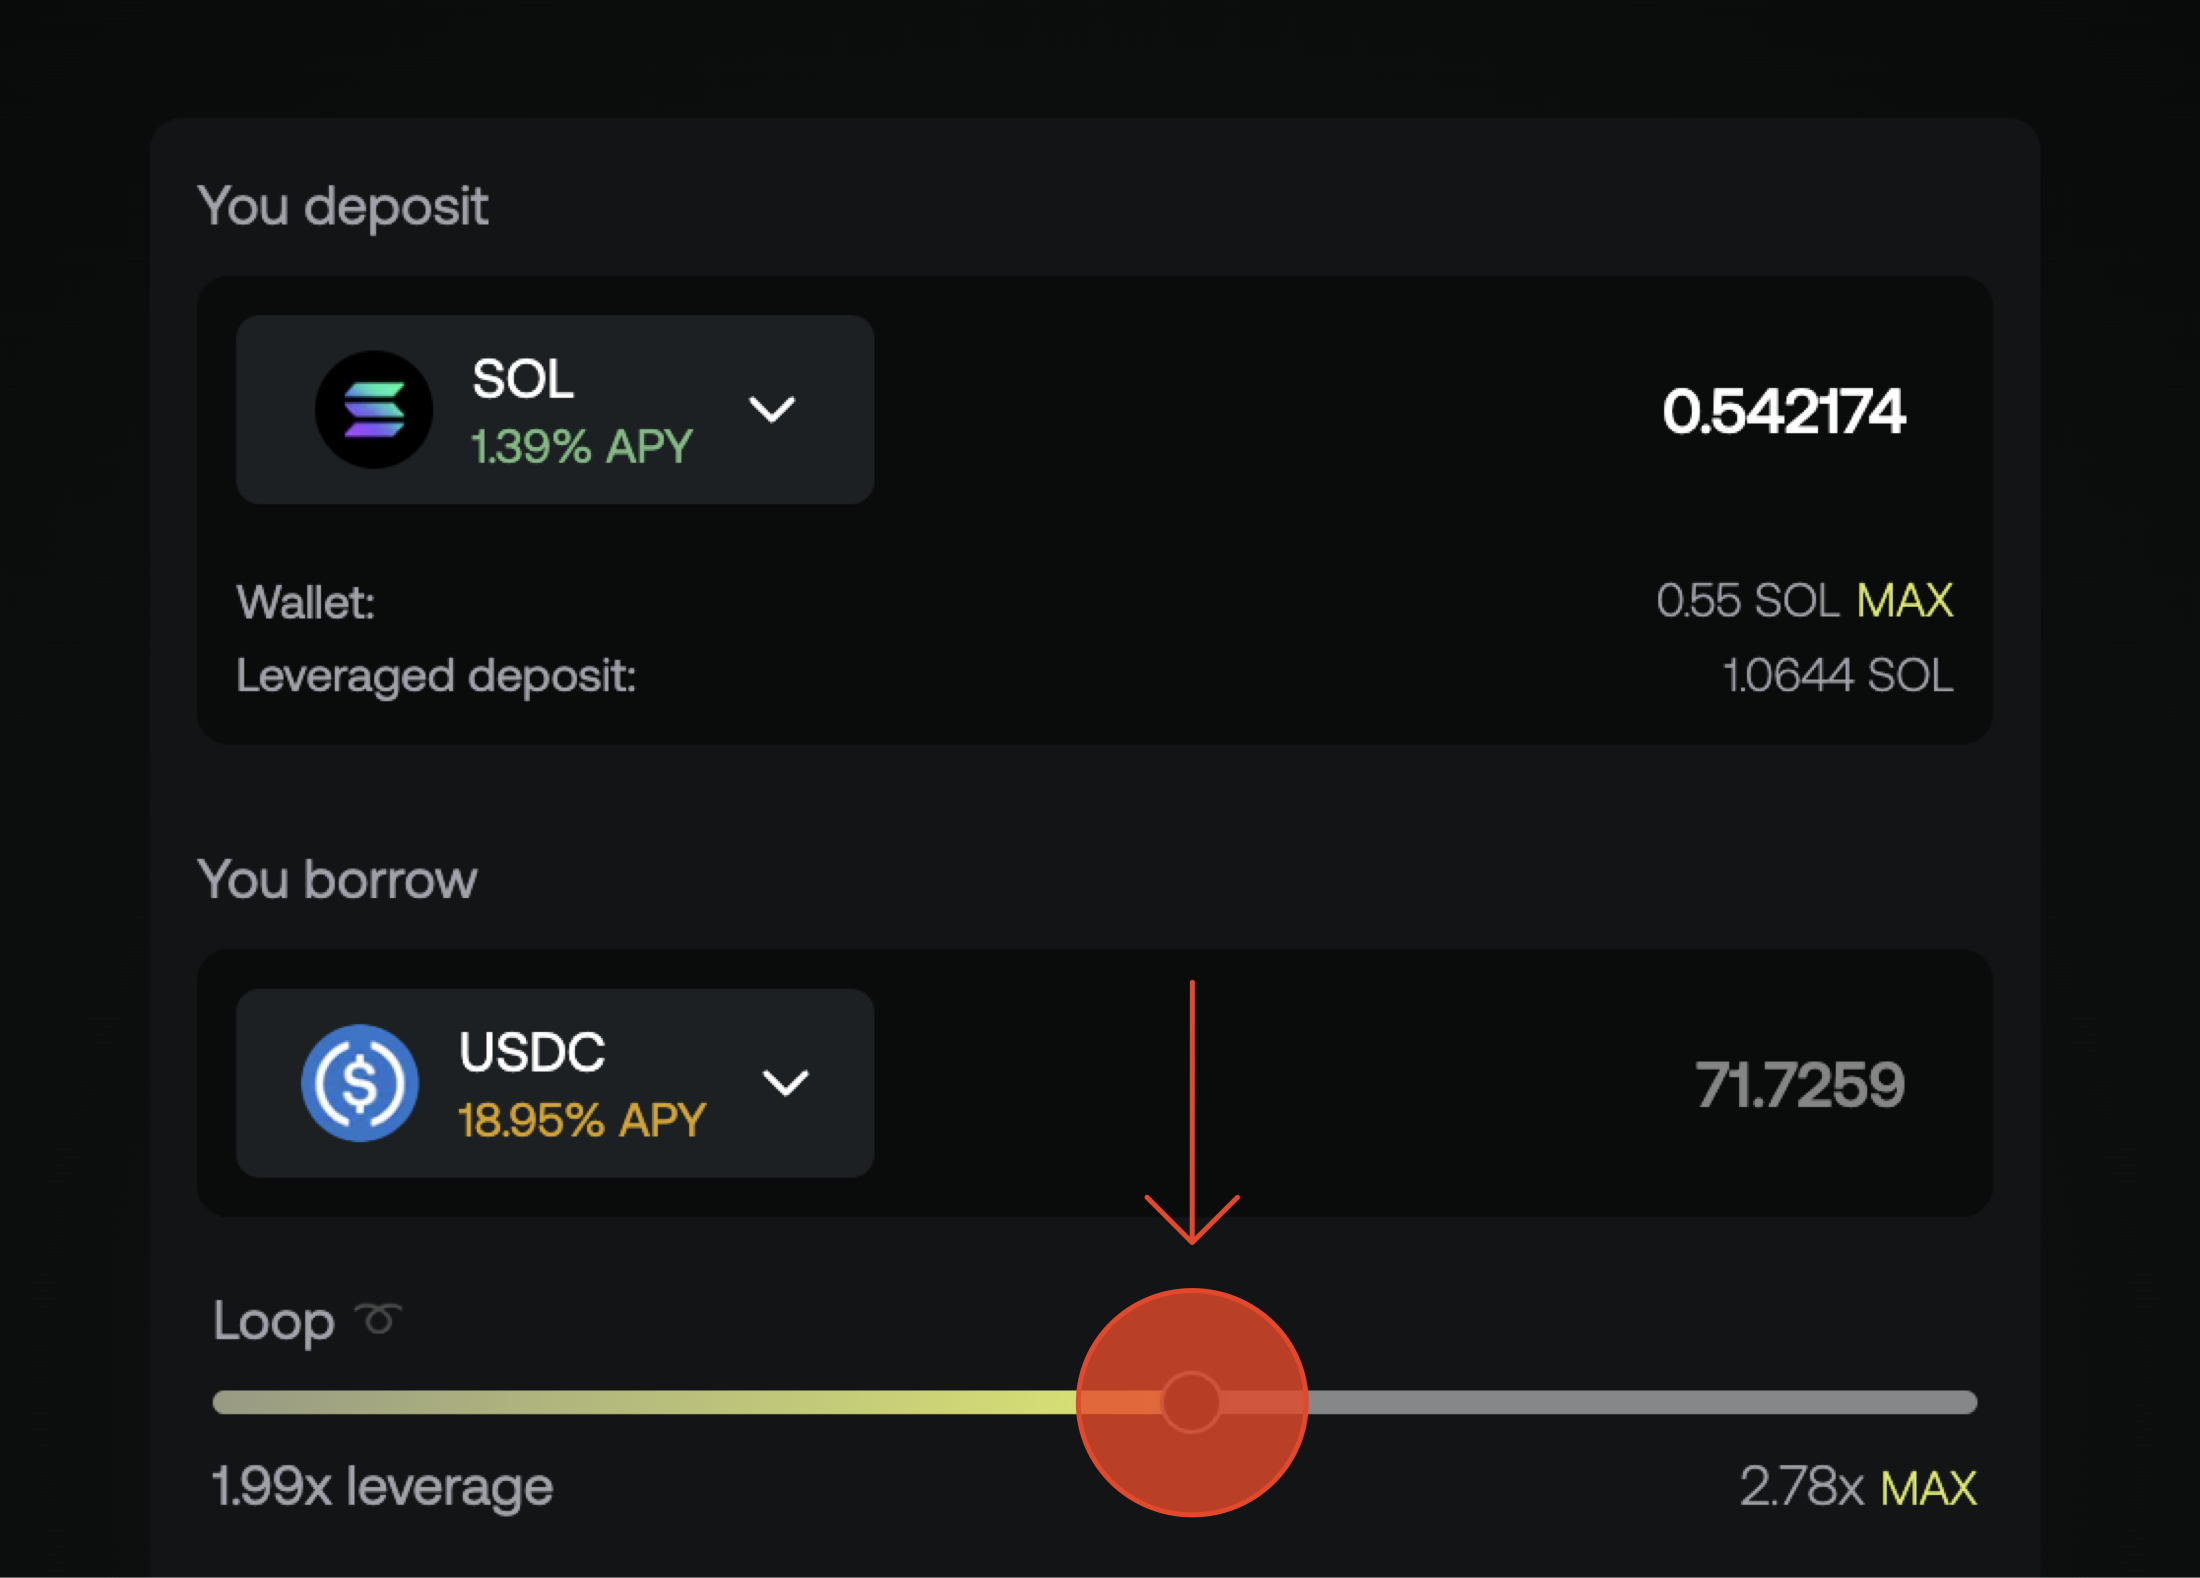 You deposit
SOL
1.39% APY
0.542174
Wallet:
0.55 SOL MAX
Leveraged deposit:
1.0644 SOL
You borrow
USDC
18.95% APY
71.7259
Loop ➰
1.99x leverage
2.78x MAX